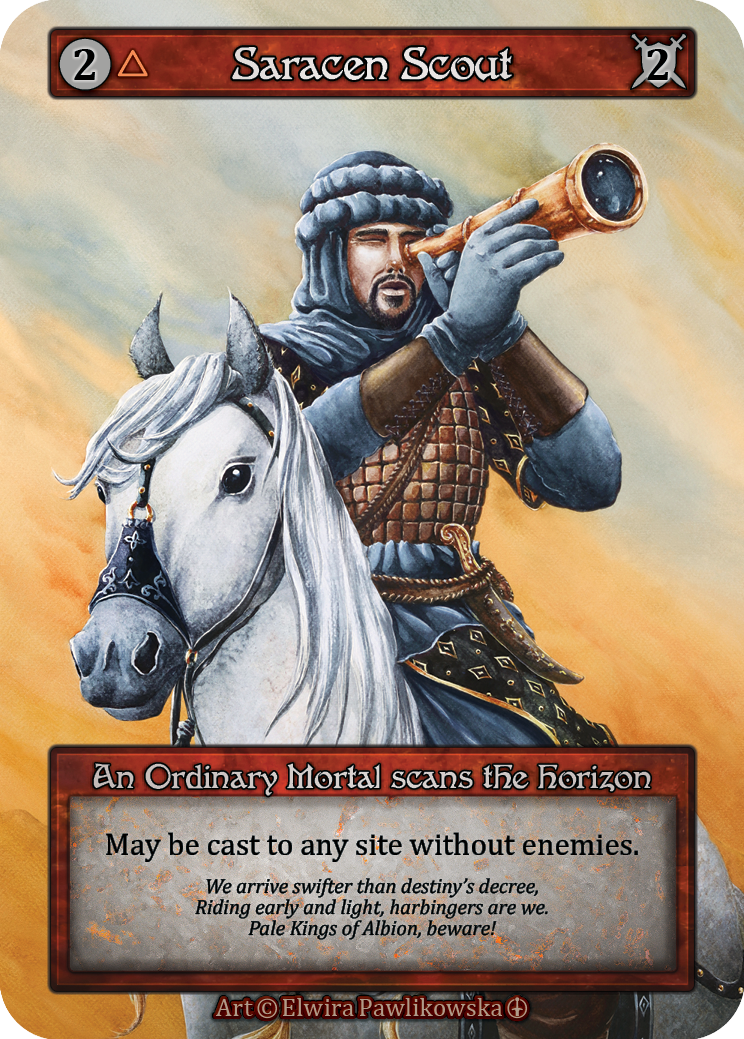 2 Saracen Scout 2
An Ordinary Mortal scans the horizon
May be cast to any site without enemies.
We arrive swifter than destiny's decree,
Riding early and light, harbingers are we.
Pale Kings of Albion, beware!
Art © Elwira Pawlikowska